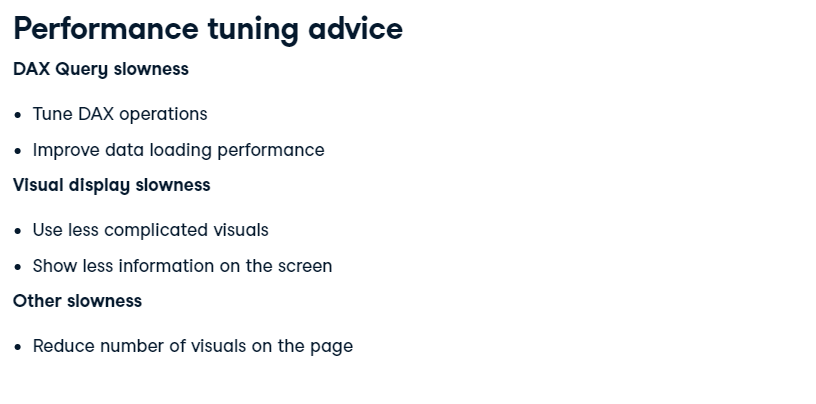 Performance tuning advice
DAX Query slowness
• Tune DAX operations
• Improve data loading performance
Visual display slowness
• Use less complicated visuals
• Show less information on the screen
Other slowness
• Reduce number of visuals on the page